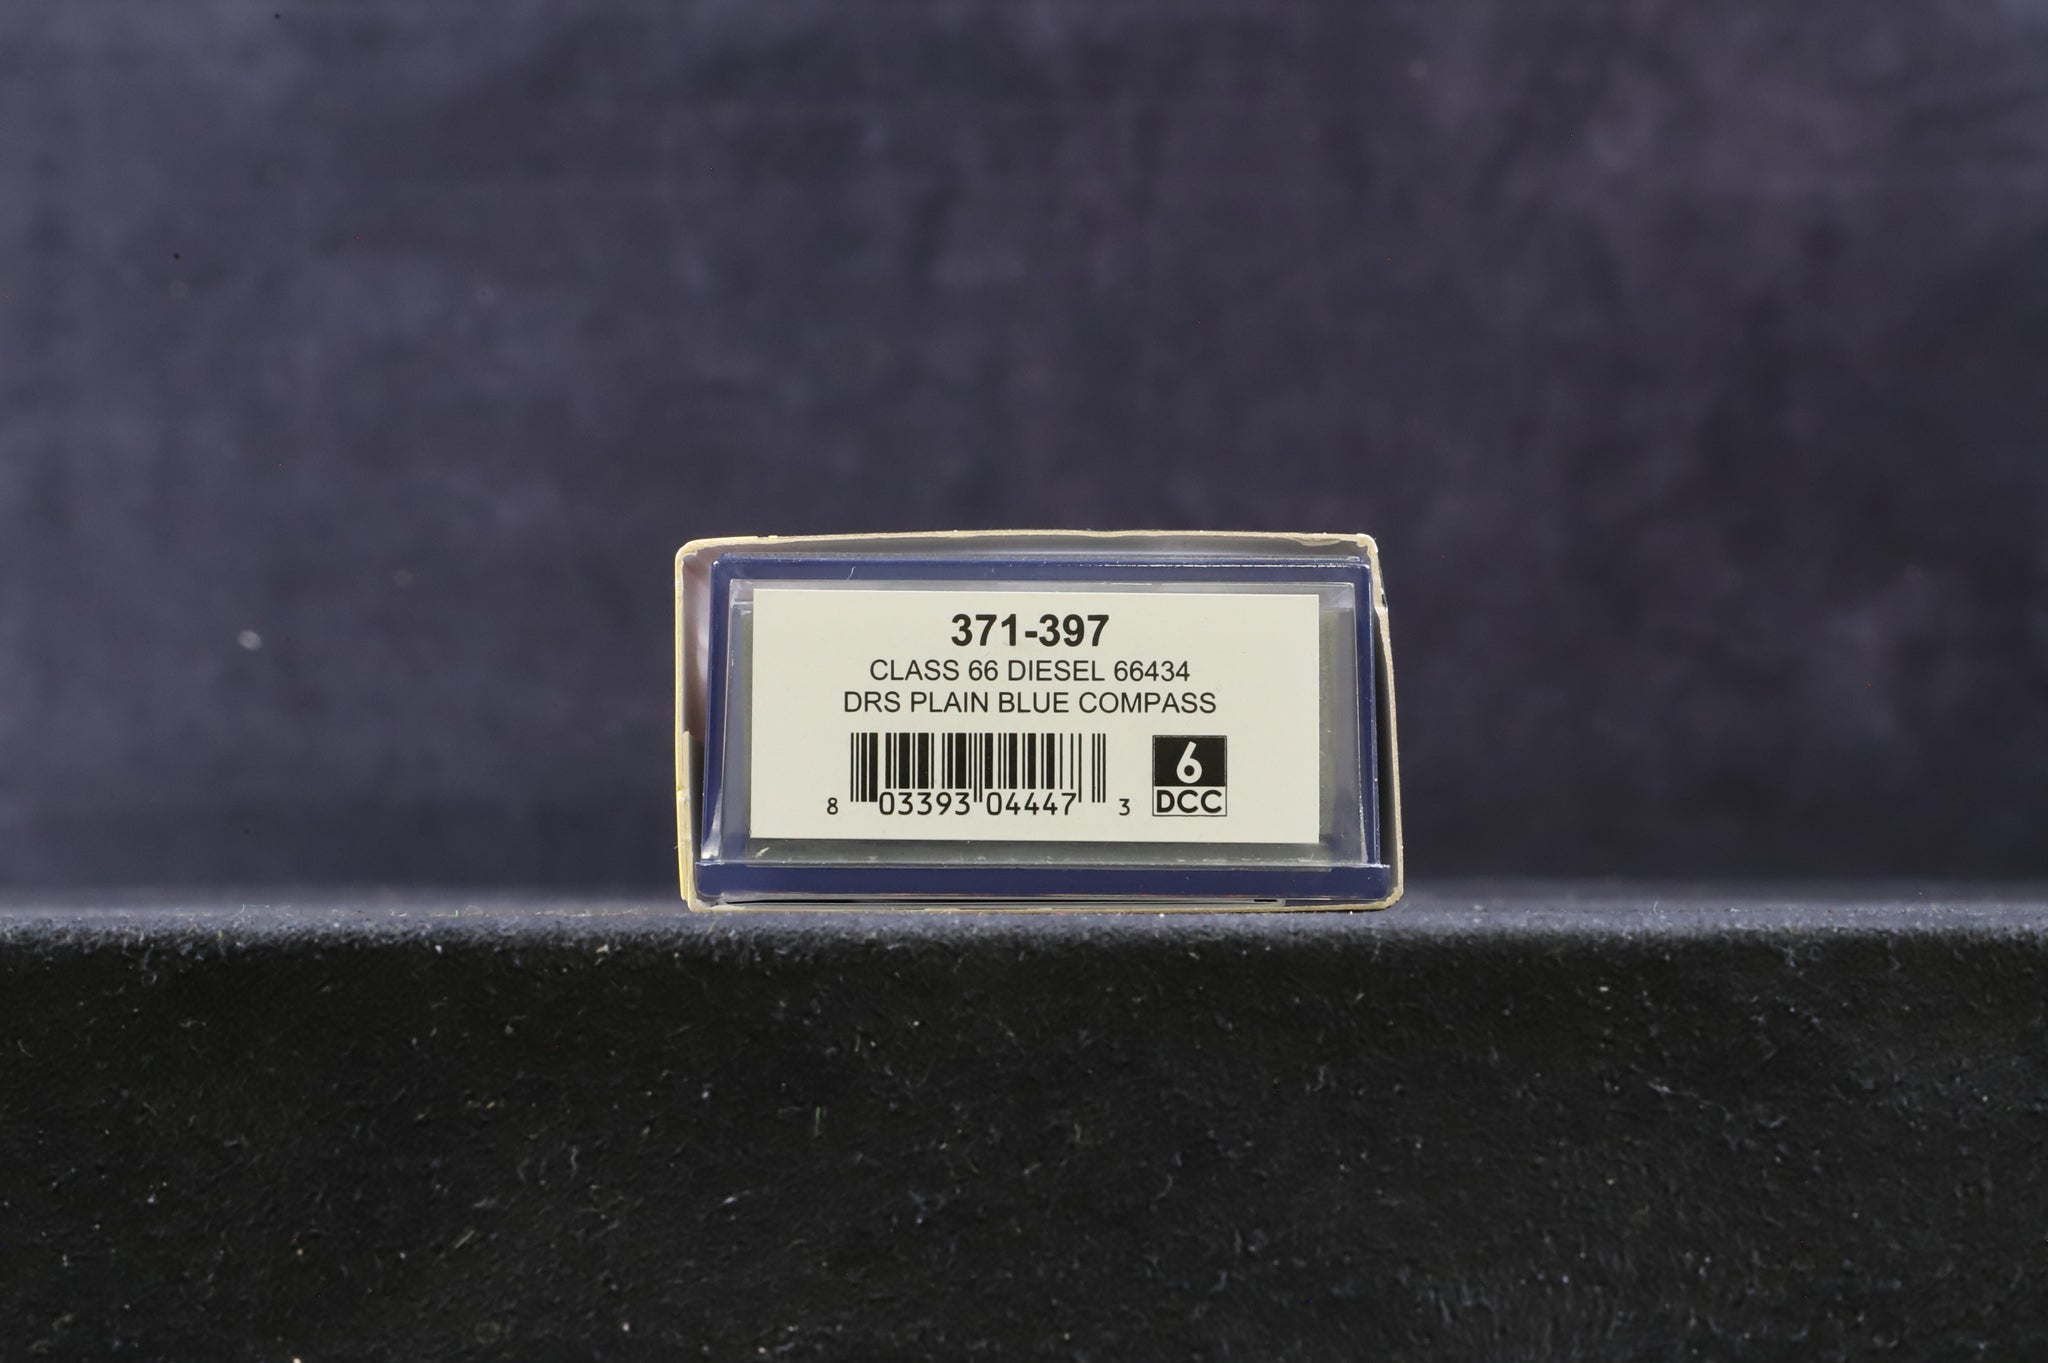 371-397
CLASS 66 DIESEL 66434
DRS PLAIN BLUE COMPASS
8 03393 04447 3
6
DCC